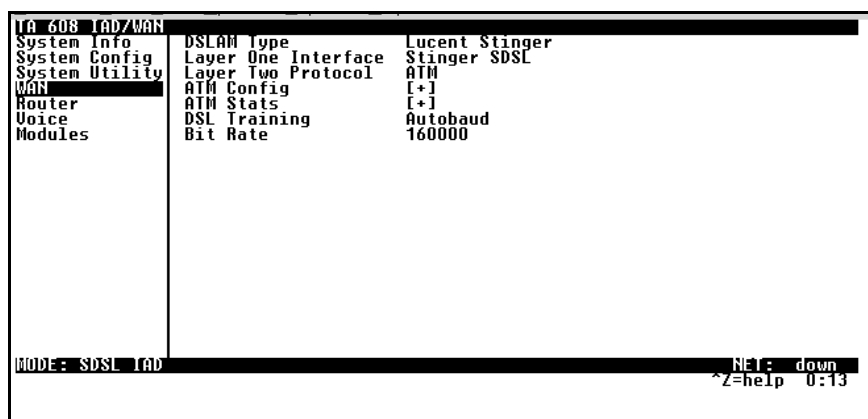 TA 608 IAD/WAN
System Info
System Config
System Utility
WAN
Router
Voice
Modules
DSLAM Type Lucent Stinger
Layer One Interface Stinger SDSL
Layer Two Protocol ATM
ATM Config [+]
ATM Stats [+]
DSL Training Autobaud
Bit Rate 160000
MODE: SDSL IAD NET: down
^Z=help 0:13